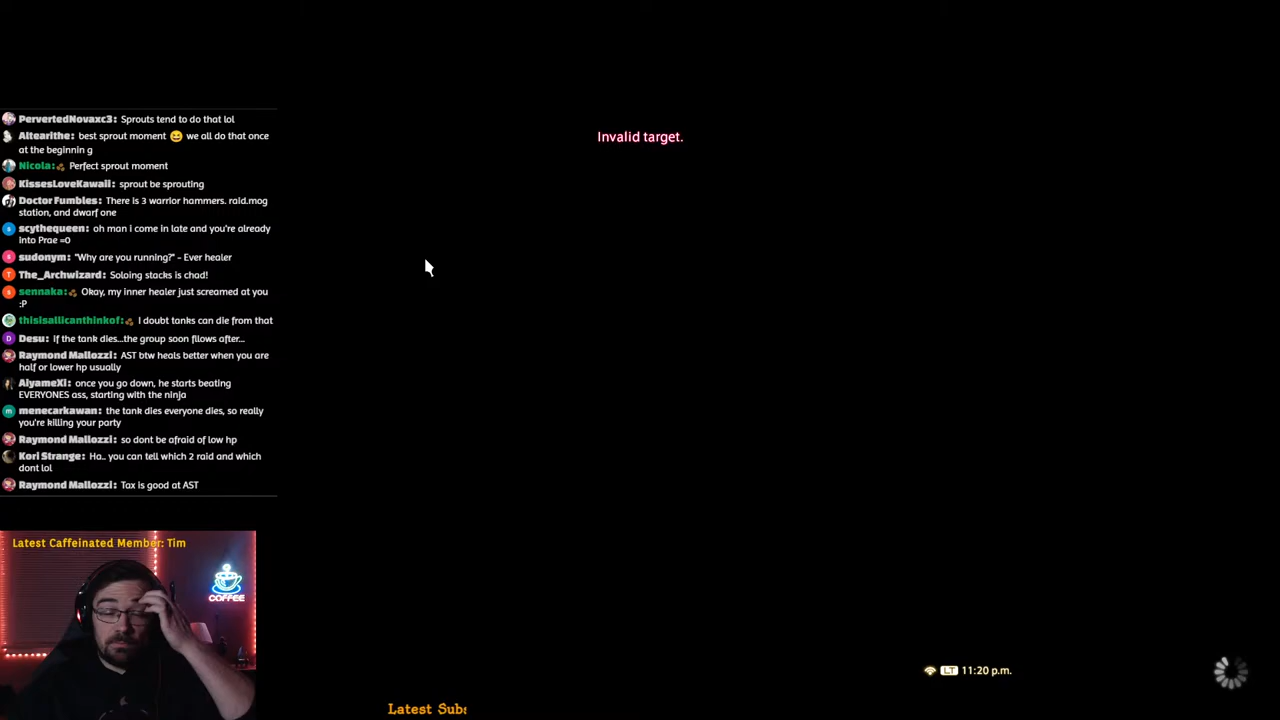 Invalid target.
PervertedNovaxc3: Sprouts tend to do that lol
Altearithe: best sprout moment 😆 we all do that once
at the beginnin g
Nicola: Perfect sprout moment
KissesLoveKawaii: sprout be sprouting
Doctor Fumbles: There is 3 warrior hammers. raid.mog
station, and dwarf one
scythequeen: oh man i come in late and you're already
into Prae =0
sudonym: "Why are you running?" - Ever healer
The_Archwizard: Soloing stacks is chad!
sennaka: Okay, my inner healer just screamed at you
:P
thisisallicanthinkof: I doubt tanks can die from that
Desu: if the tank dies...the group soon fllows after...
Raymond Mallozzi: AST btw heals better when you are
half or lower hp usually
AiyameXi: once you go down, he starts beating
EVERYONES ass, starting with the ninja
menecarkawan: the tank dies everyone dies, so really
you're killing your party
Raymond Mallozzi: so dont be afraid of low hp
Kori Strange: Ha.. you can tell which 2 raid and which
dont lol
Raymond Mallozzi: Tax is good at AST
Latest Caffeinated Member: Tim
COFFEE
LT 11:20 p.m.
Latest Subs